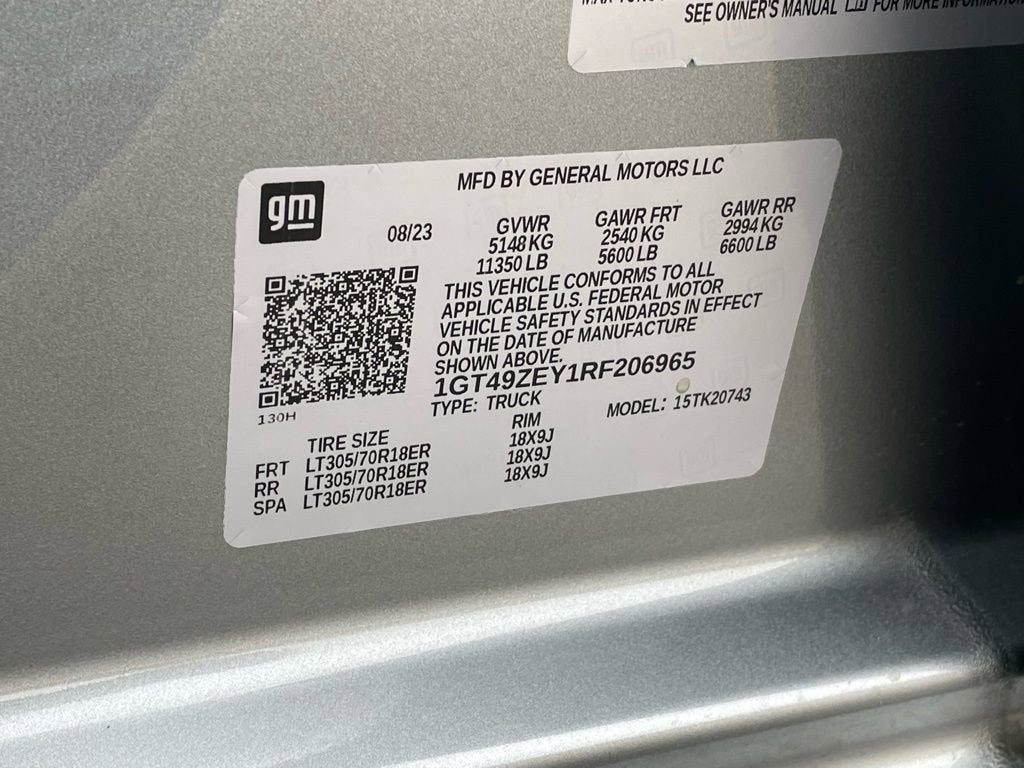 SEE OWNER'S MANUAL FOR MORE INFORMATION
gm
MFD BY GENERAL MOTORS LLC
08/23
GVWR GAWR FRT GAWR RR
5148 KG 2540 KG 2994 KG
11350 LB 5600 LB 6600 LB
THIS VEHICLE CONFORMS TO ALL
APPLICABLE U.S. FEDERAL MOTOR
VEHICLE SAFETY STANDARDS IN EFFECT
ON THE DATE OF MANUFACTURE
SHOWN ABOVE.
1GT49ZEY1RF206965
TYPE: TRUCK MODEL: 15TK20743
130H
TIRE SIZE RIM
FRT LT305/70R18ER 18X9J
RR LT305/70R18ER 18X9J
SPA LT305/70R18ER 18X9J